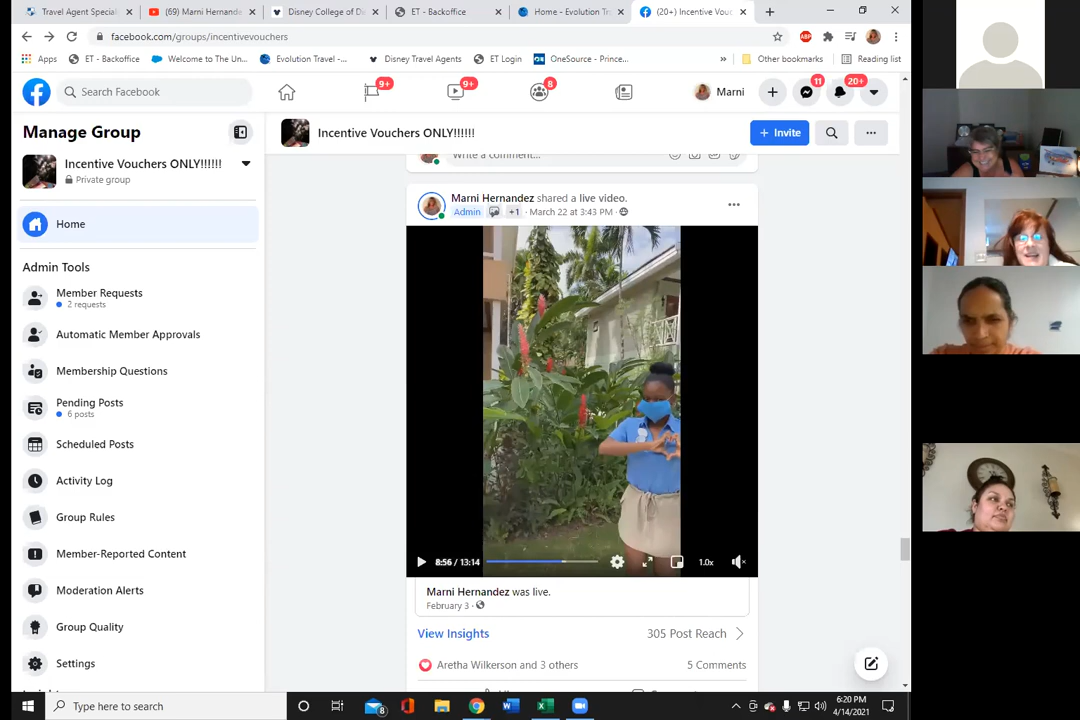 Travel Agent Special
(69) Marni Hernande
Disney College of Di
ET - Backoffice
Home - Evolution Tr
(20+) Incentive Vouc
facebook.com/groups/incentivevouchers
Apps
ET - Backoffice
Welcome to The Un...
Evolution Travel -...
Disney Travel Agents
ET Login
OneSource - Prince...
»
Other bookmarks
Reading list
Search Facebook
9+
9+
8
Marni
11
20+
Manage Group
Incentive Vouchers ONLY!!!!!!
+ Invite
Incentive Vouchers ONLY!!!!!!
Private group
Write a comment...
Home
Marni Hernandez shared a live video.
Admin +1 · March 22 at 3:43 PM ·
Admin Tools
Member Requests
2 requests
Automatic Member Approvals
Membership Questions
Pending Posts
6 posts
Scheduled Posts
Activity Log
Group Rules
Member-Reported Content
Moderation Alerts
Group Quality
Settings
8:56 / 13:14
1.0x
Marni Hernandez was live.
February 3 ·
View Insights
305 Post Reach
Aretha Wilkerson and 3 others
5 Comments
Type here to search
8
6:20 PM
4/14/2021